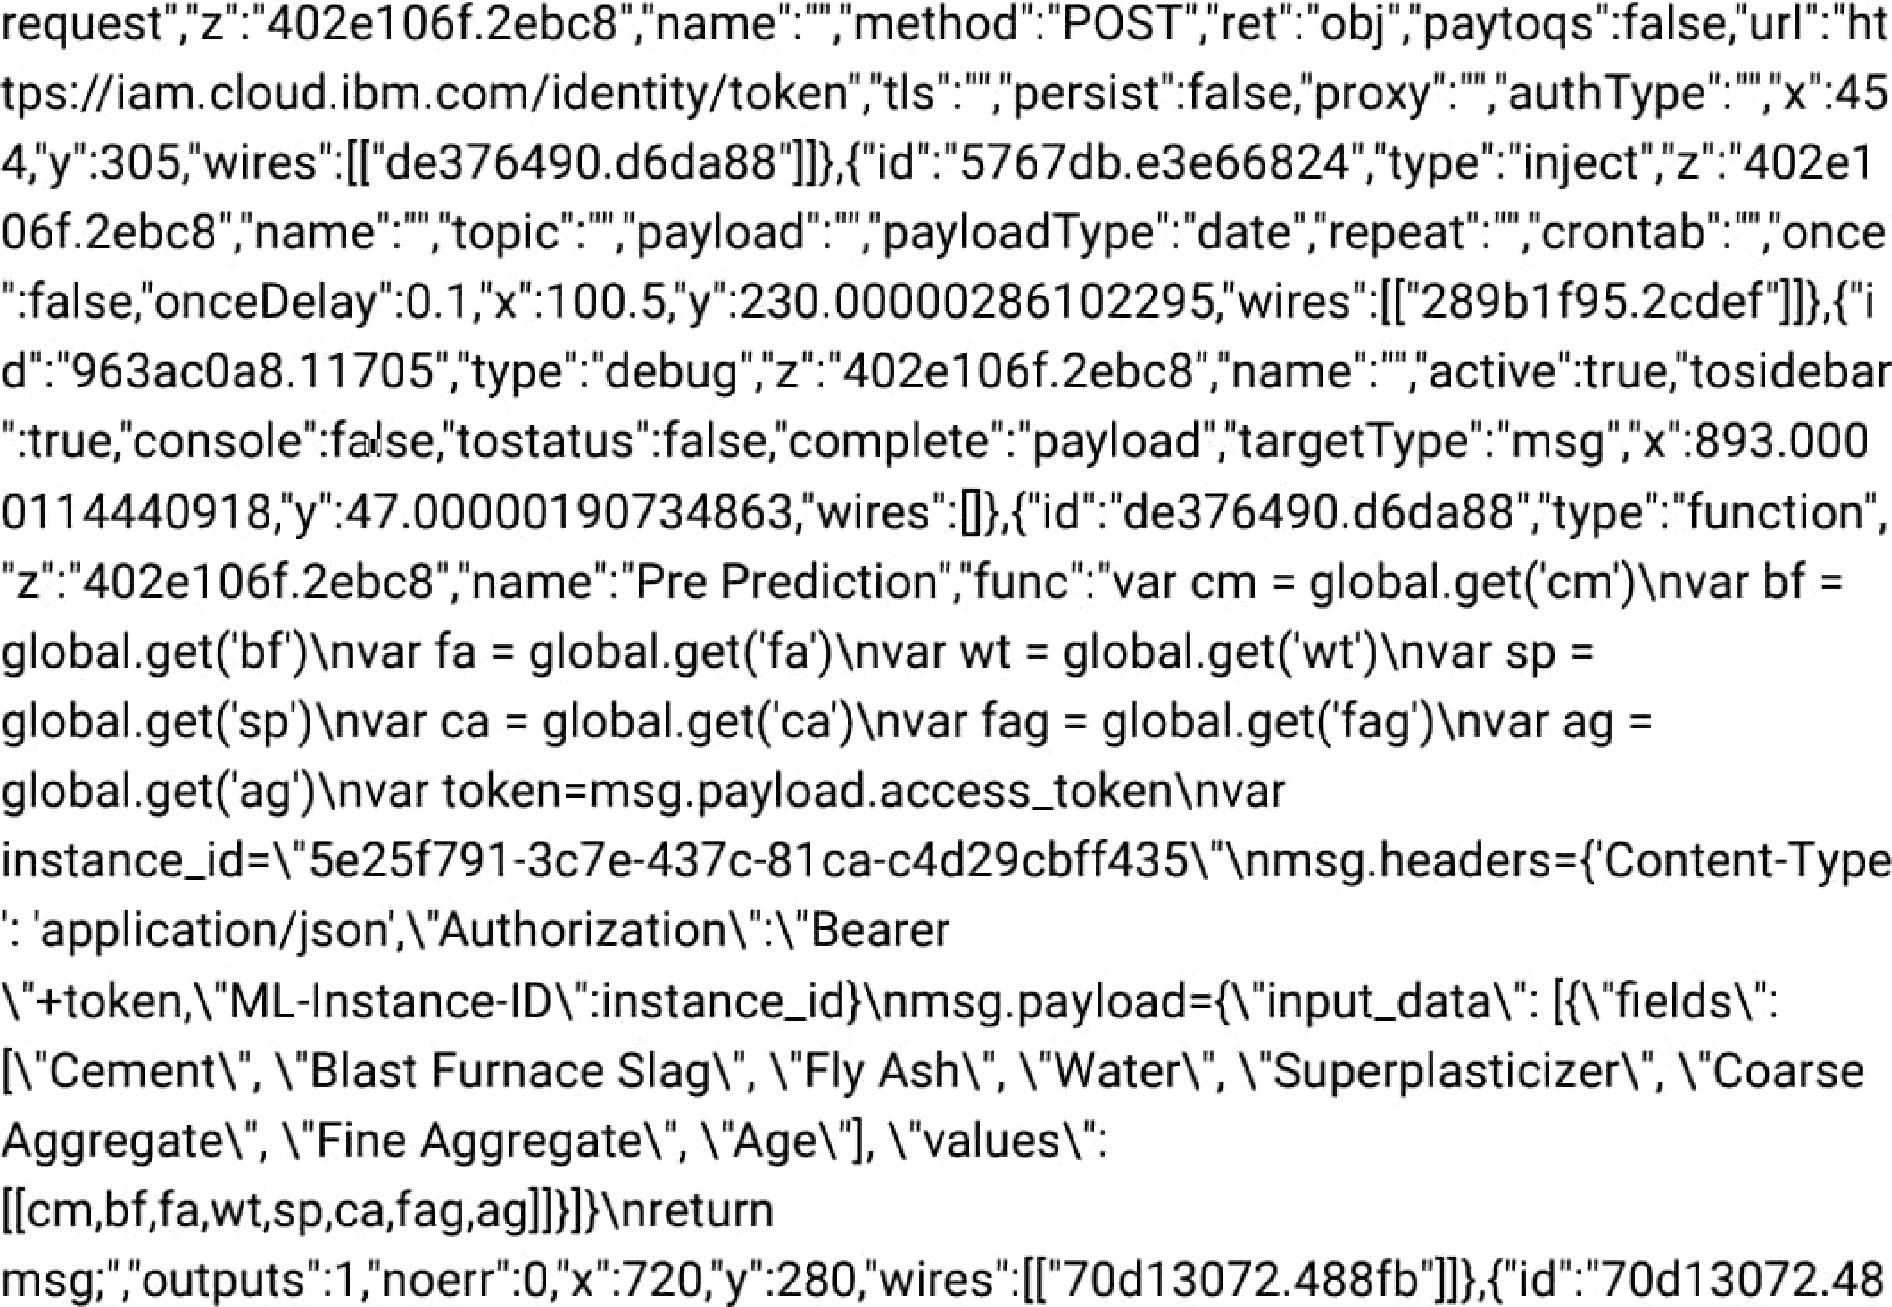 request","z":"402e106f.2ebc8","name":"","method":"POST","ret":"obj","paytoqs":false,"url":"ht
tps://iam.cloud.ibm.com/identity/token","tls":"","persist":false,"proxy":"","authType":"","x":45
4,"y":305,"wires":[["de376490.d6da88"]]},{"id":"5767db.e3e66824","type":"inject","z":"402e1
06f.2ebc8","name":"","topic":"","payload":"","payloadType":"date","repeat":"","crontab":"","once
":false,"onceDelay":0.1,"x":100.5,"y":230.00000286102295,"wires":[["289b1f95.2cdef"]]},{"i
d":"963ac0a8.11705","type":"debug","z":"402e106f.2ebc8","name":"","active":true,"tosidebar
":true,"console":false,"tostatus":false,"complete":"payload","targetType":"msg","x":893.000
0114440918,"y":47.00000190734863,"wires":[]},{"id":"de376490.d6da88","type":"function",
"z":"402e106f.2ebc8","name":"Pre Prediction","func":"var cm = global.get('cm')\nvar bf =
global.get('bf')\nvar fa = global.get('fa')\nvar wt = global.get('wt')\nvar sp =
global.get('sp')\nvar ca = global.get('ca')\nvar fag = global.get('fag')\nvar ag =
global.get('ag')\nvar token=msg.payload.access_token\nvar
instance_id=\"5e25f791-3c7e-437c-81ca-c4d29cbff435\"\nmsg.headers={'Content-Type
': 'application/json',\"Authorization\":\"Bearer
\"+token,\"ML-Instance-ID\":instance_id}\nmsg.payload={\"input_data\": [{\"fields\":
[\"Cement\", \"Blast Furnace Slag\", \"Fly Ash\", \"Water\", \"Superplasticizer\", \"Coarse
Aggregate\", \"Fine Aggregate\", \"Age\"], \"values\":
[[cm,bf,fa,wt,sp,ca,fag,ag]]}]}\nreturn
msg;","outputs":1,"noerr":0,"x":720,"y":280,"wires":[["70d13072.488fb"]]},{"id":"70d13072.48